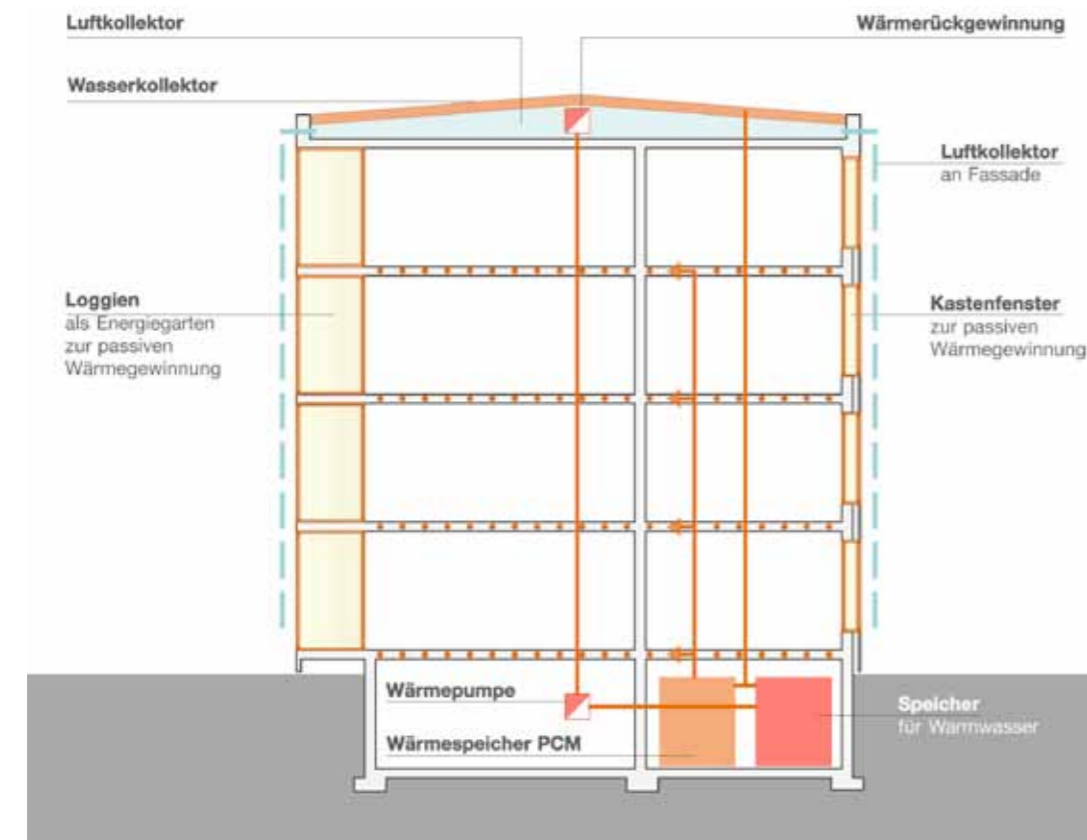 Luftkollektor
Wärmerückgewinnung
Wasserkollektor
Luftkollektor
an Fassade
Loggien
als Energiegarten
zur passiven
Wärmegewinnung
Kastenfenster
zur passiven
Wärmegewinnung
Wärmepumpe
Wärmespeicher PCM
Speicher
für Warmwasser